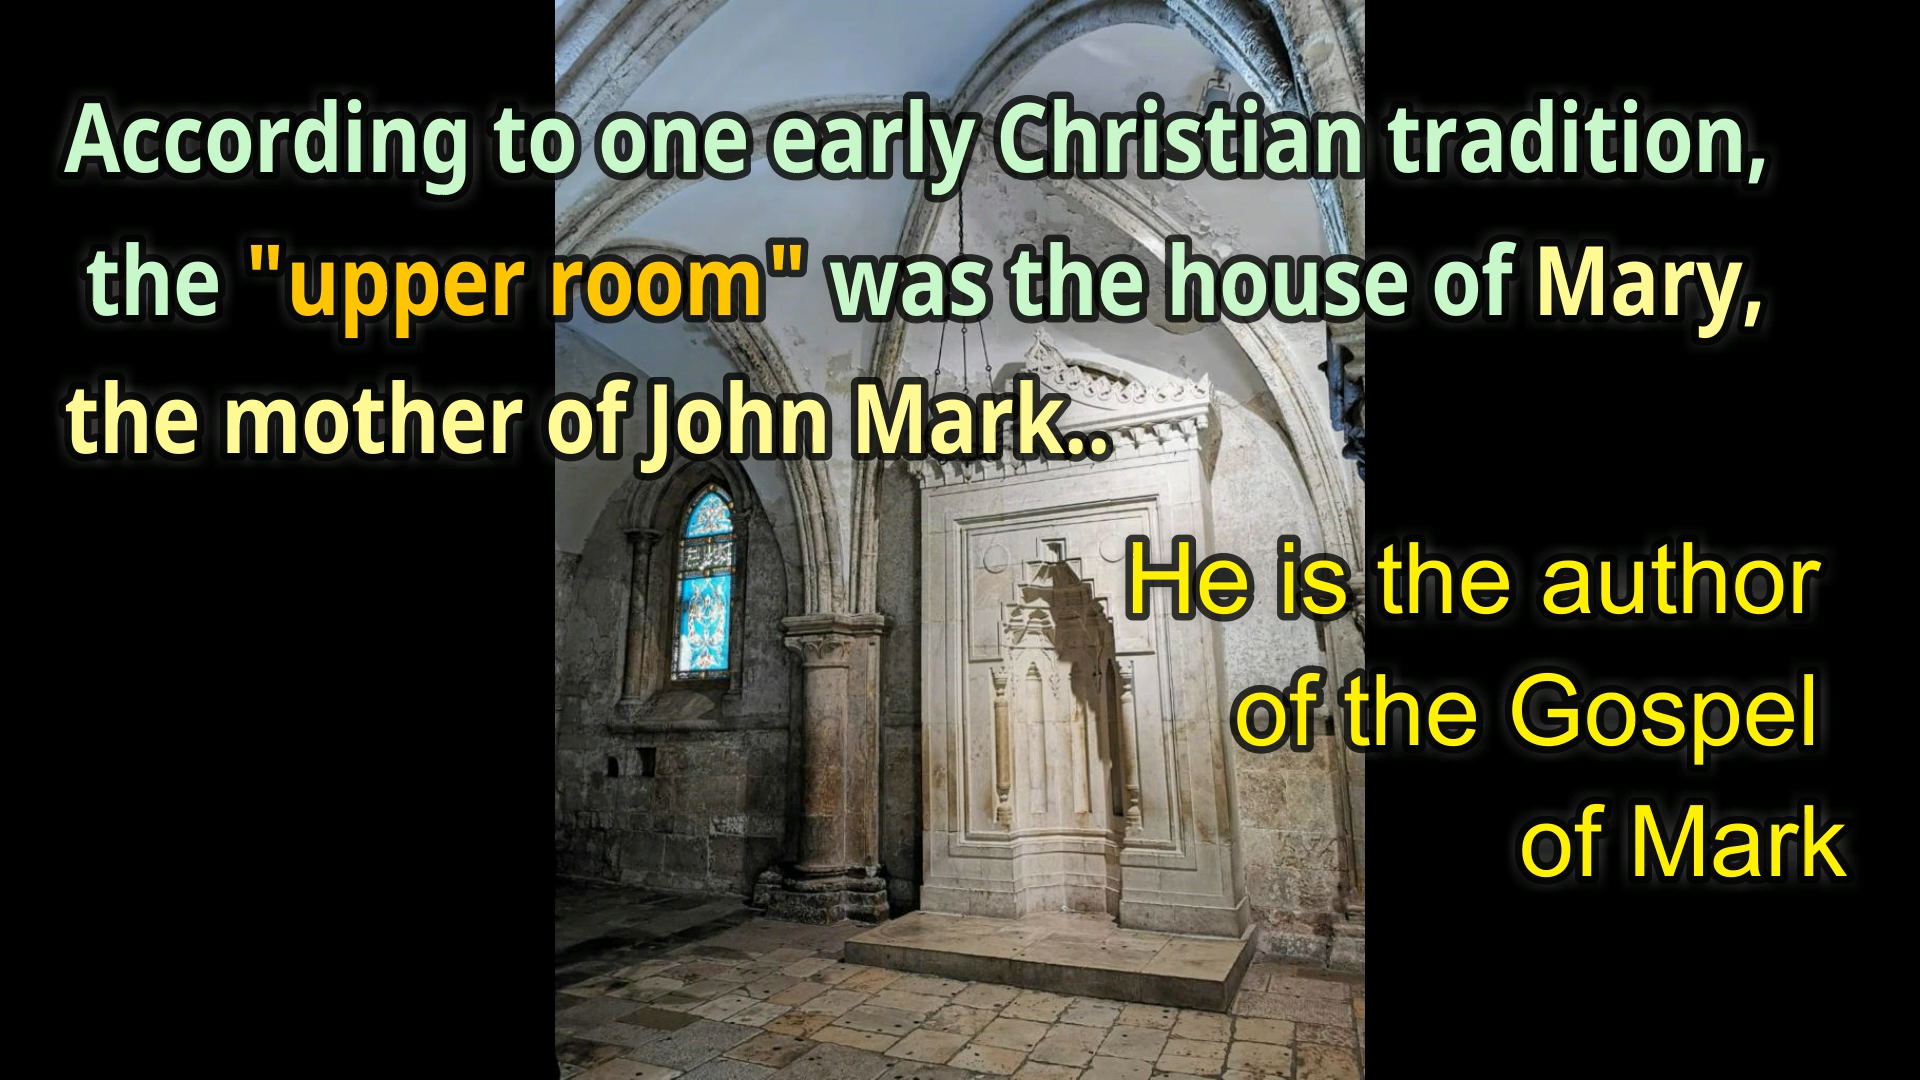 According to one early Christian tradition,
the "upper room" was the house of Mary,
the mother of John Mark..
He is the author
of the Gospel
of Mark